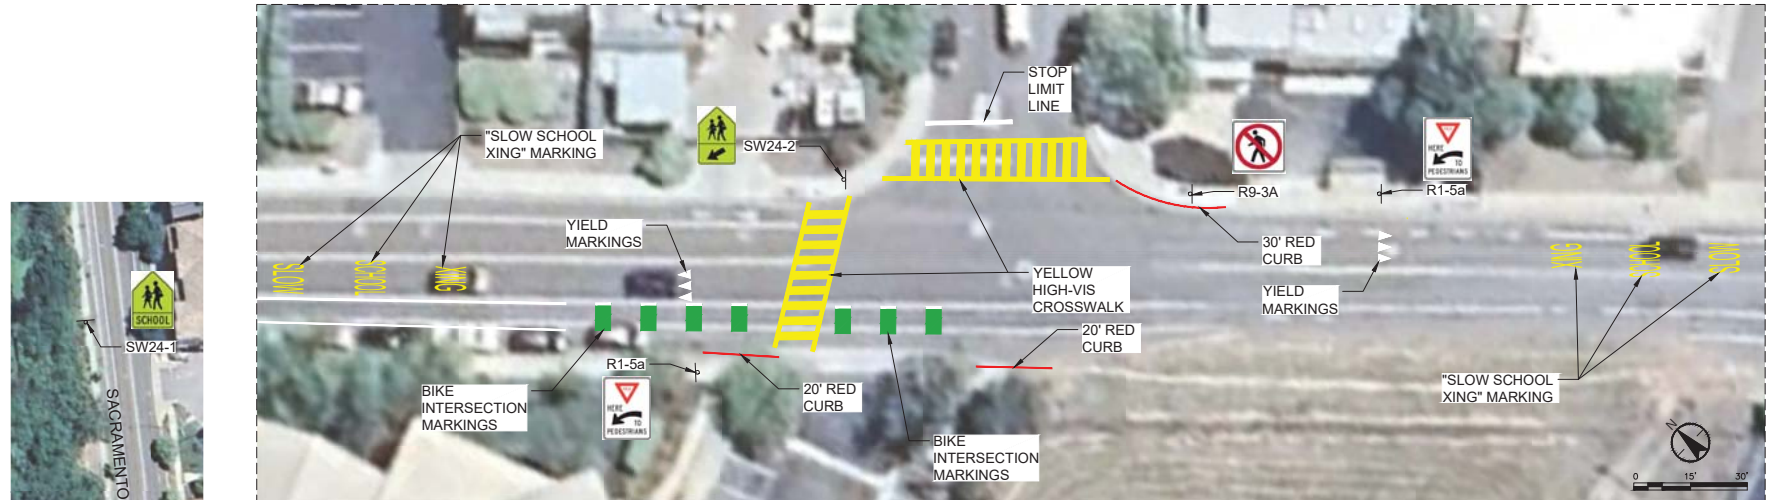 STOP
LIMIT
LINE
"SLOW SCHOOL
XING" MARKING
SW24-2
R9-3A
HERE
TO
PEDESTRIANS
R1-5a
YIELD
MARKINGS
30' RED
CURB
SLOW
SCHOOL
XING
XING
SCHOOL
SLOW
YELLOW
HIGH-VIS
CROSSWALK
YIELD
MARKINGS
SCHOOL
SW24-1
SACRAMENTO
20' RED
CURB
R1-5a
HERE
TO
PEDESTRIANS
BIKE
INTERSECTION
MARKINGS
20' RED
CURB
"SLOW SCHOOL
XING" MARKING
BIKE
INTERSECTION
MARKINGS
N
0 15' 30'